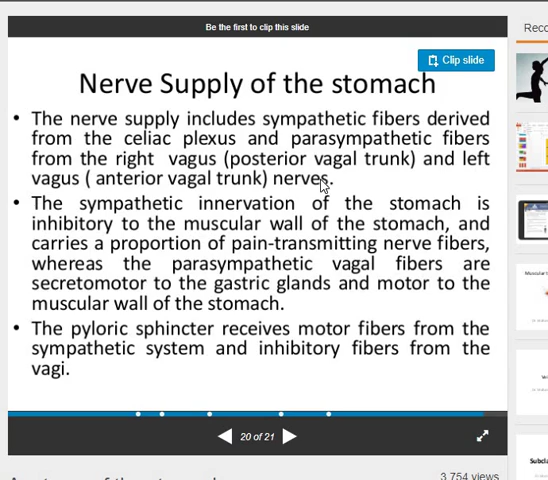 Be the first to clip this slide
Reco
Clip slide
Nerve Supply of the stomach
• The nerve supply includes sympathetic fibers derived
from the celiac plexus and parasympathetic fibers
from the right vagus (posterior vagal trunk) and left
vagus ( anterior vagal trunk) nerves.
• The sympathetic innervation of the stomach is
inhibitory to the muscular wall of the stomach, and
carries a proportion of pain-transmitting nerve fibers,
whereas the parasympathetic vagal fibers are
secretomotor to the gastric glands and motor to the
muscular wall of the stomach.
• The pyloric sphincter receives motor fibers from the
sympathetic system and inhibitory fibers from the
vagi.
20 of 21
3,754 views
Subcla